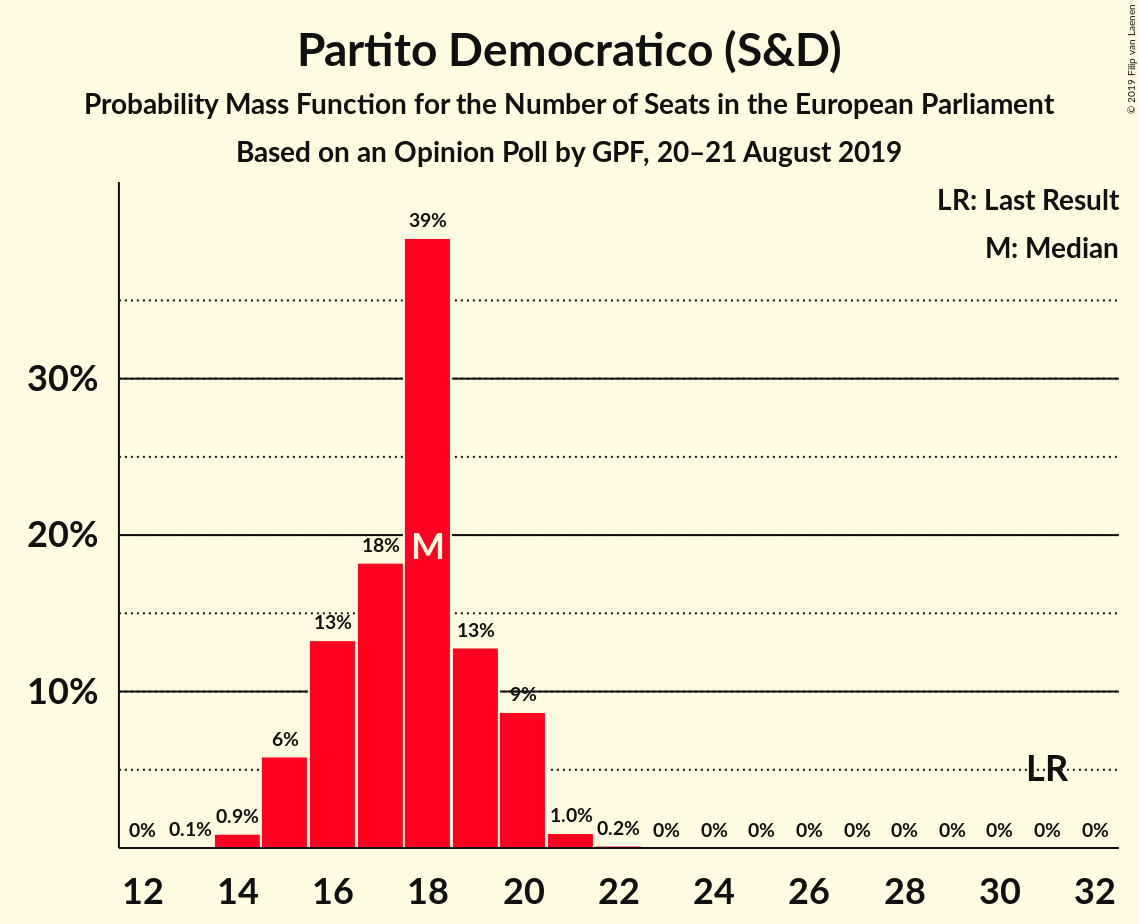 Partito Democratico (S&D)
Probability Mass Function for the Number of Seats in the European Parliament
Based on an Opinion Poll by GPF, 20–21 August 2019
© 2019 Filip van Laenen
LR: Last Result
M: Median
39%
30%
20%
18%
M
13%
13%
10%
9%
6%
LR
0%
0.1%
0.9%
1.0%
0.2%
0%
0%
0%
0%
0%
0%
0%
0%
0%
0%
12 14 16 18 20 22 24 26 28 30 32